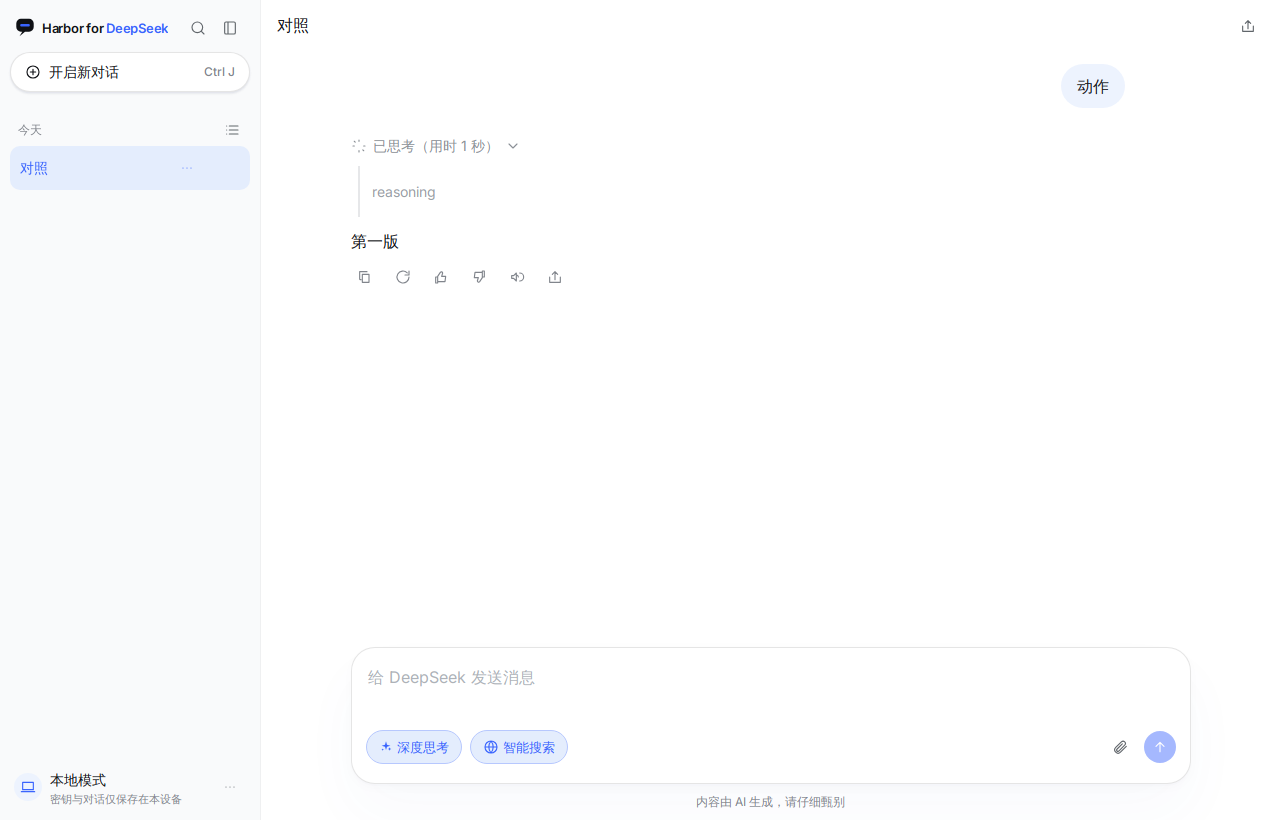 Harbor for DeepSeek
开启新对话 Ctrl J
今天
对照
本地模式
密钥与对话仅保存在本设备
对照
动作
已思考（用时 1 秒）
reasoning
第一版
给 DeepSeek 发送消息
深度思考 智能搜索
内容由 AI 生成，请仔细甄别